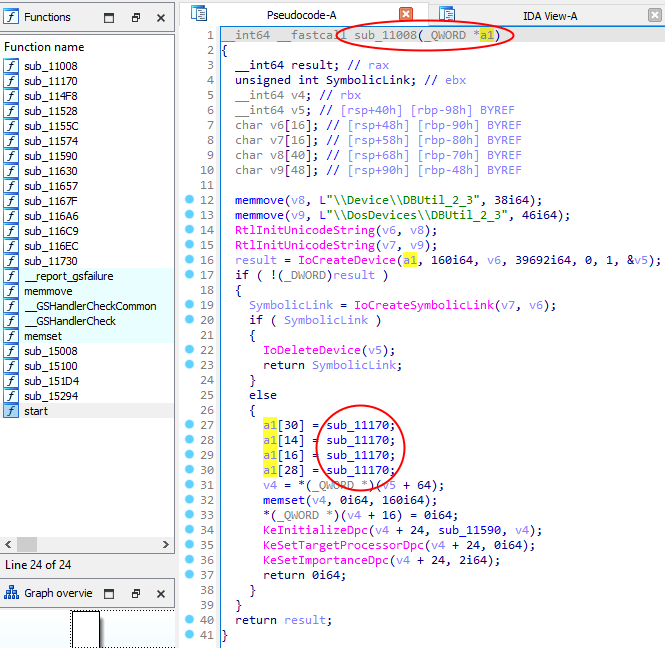 Functions
Function name
sub_11008
sub_11170
sub_114F8
sub_11528
sub_1155C
sub_11574
sub_11590
sub_11630
sub_11657
sub_1167F
sub_116A6
sub_116C9
sub_116EC
sub_11730
__report_gsfailure
memmove
__GSHandlerCheckCommon
__GSHandlerCheck
memset
sub_15008
sub_15100
sub_151D4
sub_15294
start
Line 24 of 24
Graph overvie
Pseudocode-A
IDA View-A
1 __int64 __fastcall sub_11008(_QWORD *a1)
2 {
3 __int64 result; // rax
4 unsigned int SymbolicLink; // ebx
5 __int64 v4; // rbx
6 __int64 v5; // [rsp+40h] [rbp-98h] BYREF
7 char v6[16]; // [rsp+48h] [rbp-90h] BYREF
8 char v7[16]; // [rsp+58h] [rbp-80h] BYREF
9 char v8[40]; // [rsp+68h] [rbp-70h] BYREF
10 char v9[48]; // [rsp+90h] [rbp-48h] BYREF
11
12 memmove(v8, L"\\Device\\DBUtil_2_3", 38i64);
13 memmove(v9, L"\\DosDevices\\DBUtil_2_3", 46i64);
14 RtlInitUnicodeString(v6, v8);
15 RtlInitUnicodeString(v7, v9);
16 result = IoCreateDevice(a1, 160i64, v6, 39692i64, 0, 1, &v5);
17 if ( !(_DWORD)result )
18 {
19 SymbolicLink = IoCreateSymbolicLink(v7, v6);
20 if ( SymbolicLink )
21 {
22 IoDeleteDevice(v5);
23 return SymbolicLink;
24 }
25 else
26 {
27 a1[30] = sub_11170;
28 a1[14] = sub_11170;
29 a1[16] = sub_11170;
30 a1[28] = sub_11170;
31 v4 = *(_QWORD *)(v5 + 64);
32 memset(v4, 0i64, 160i64);
33 *(_QWORD *)(v4 + 16) = 0i64;
34 KeInitializeDpc(v4 + 24, sub_11590, v4);
35 KeSetTargetProcessorDpc(v4 + 24, 0i64);
36 KeSetImportanceDpc(v4 + 24, 2i64);
37 return 0i64;
38 }
39 }
40 return result;
41 }